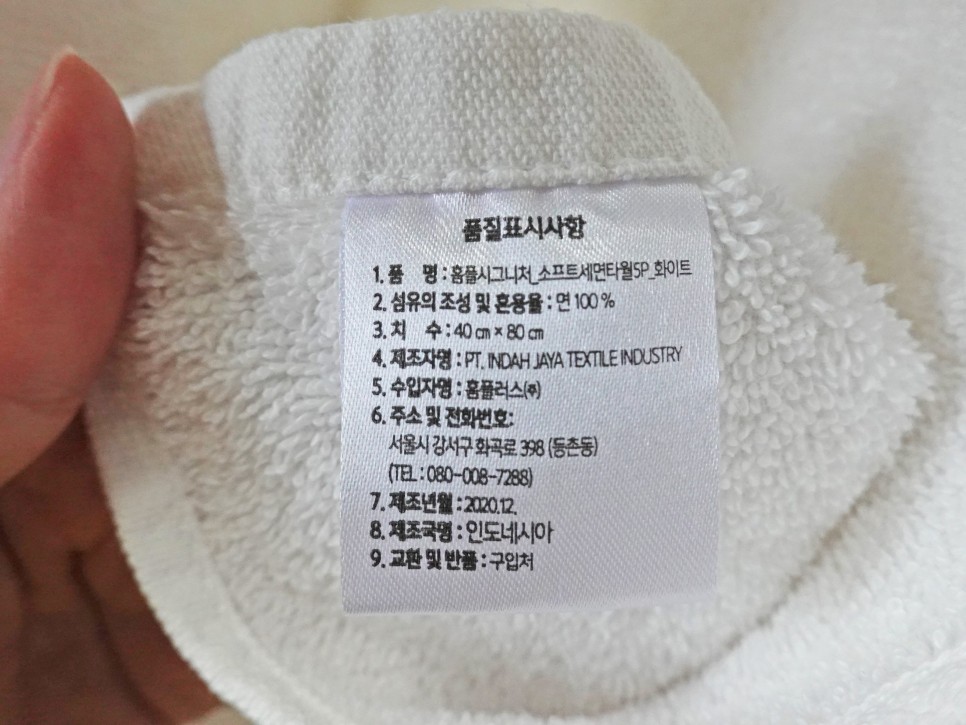 품질표시사항
1. 품 명 : 홈플시그니처_소프트세면타월5P_화이트
2. 섬유의 조성 및 혼용율 : 면 100 %
3. 치 수 : 40 ㎝ × 80 ㎝
4. 제조자명 : PT. INDAH JAYA TEXTILE INDUSTRY
5. 수입자명 : 홈플러스㈜
6. 주소 및 전화번호:
서울시 강서구 화곡로 398 (등촌동)
(TEL : 080-008-7288)
7. 제조년월 : 2020.12.
8. 제조국명 : 인도네시아
9. 교환 및 반품 : 구입처